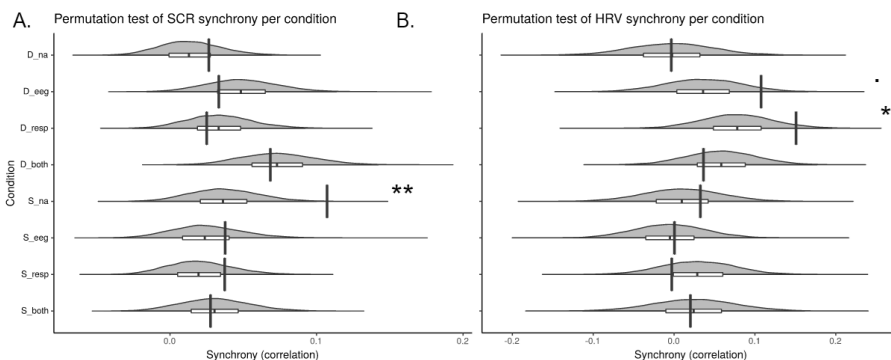 A.
Permutation test of SCR synchrony per condition
Condition
D_na
D_eeg
D_resp
D_both
S_na
**
S_eeg
S_resp
S_both
0.0
0.1
0.2
Synchrony (correlation)
B.
Permutation test of HRV synchrony per condition
.
*
-0.2
-0.1
0.0
0.1
0.2
Synchrony (correlation)